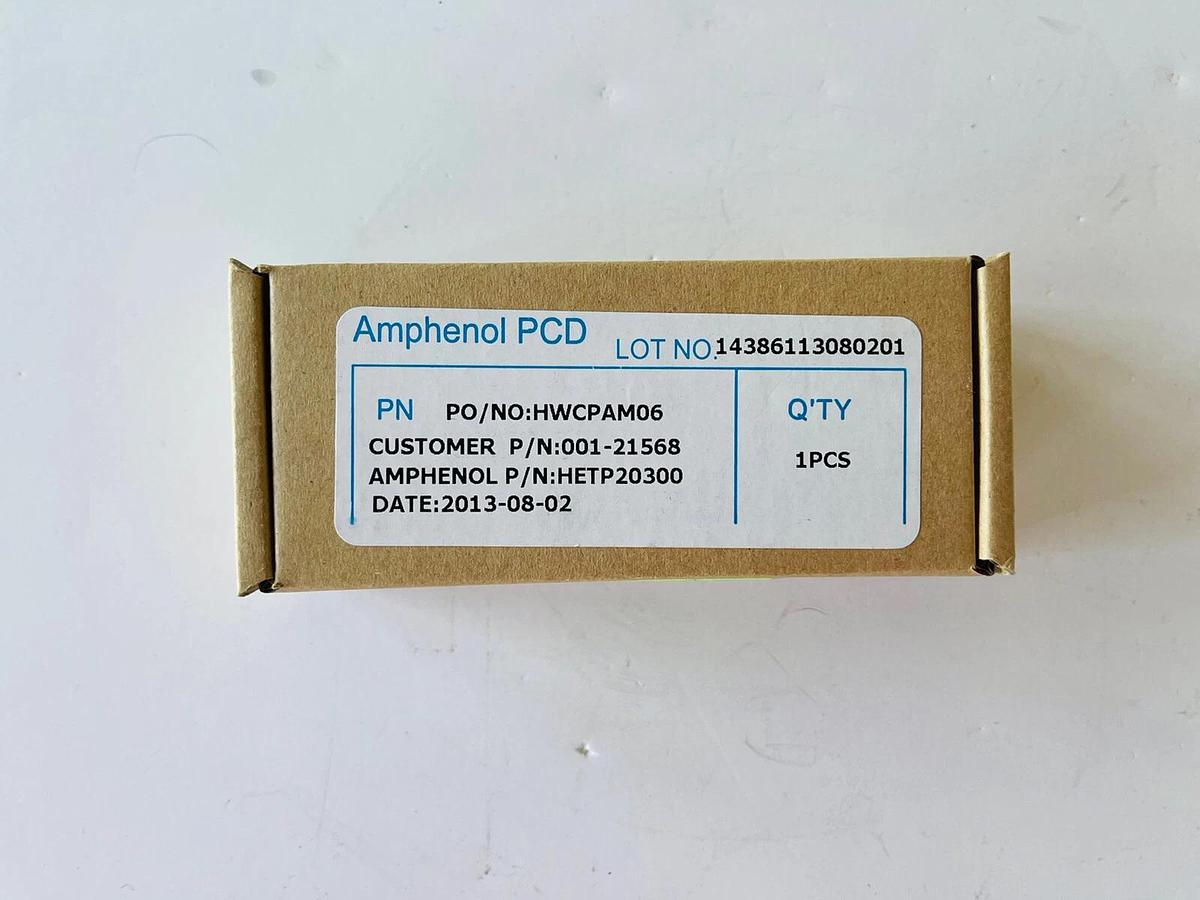 Amphenol PCD
LOT NO.14386113080201
PN PO/NO:HWCPAM06
Q'TY
CUSTOMER P/N:001-21568
1PCS
AMPHENOL P/N:HETP20300
DATE:2013-08-02